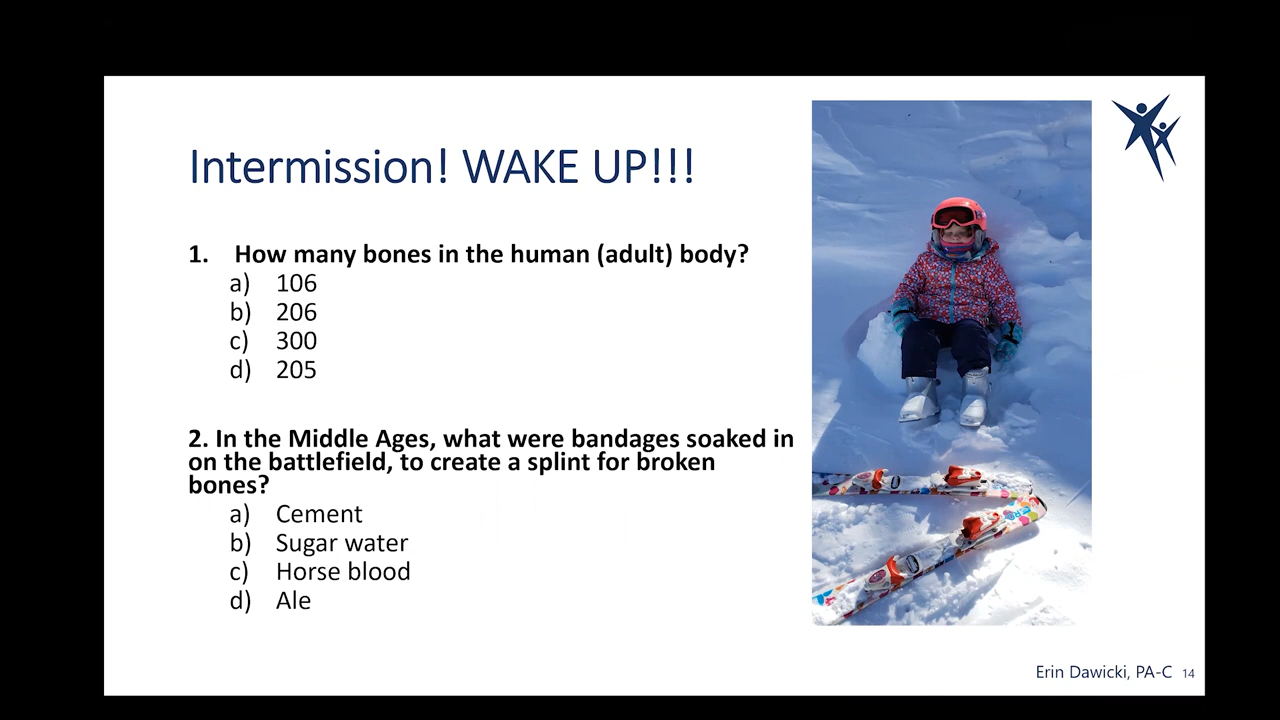 Intermission! WAKE UP!!!
1. How many bones in the human (adult) body?
a) 106
b) 206
c) 300
d) 205
2. In the Middle Ages, what were bandages soaked in
on the battlefield, to create a splint for broken
bones?
a) Cement
b) Sugar water
c) Horse blood
d) Ale
Erin Dawicki, PA-C 14